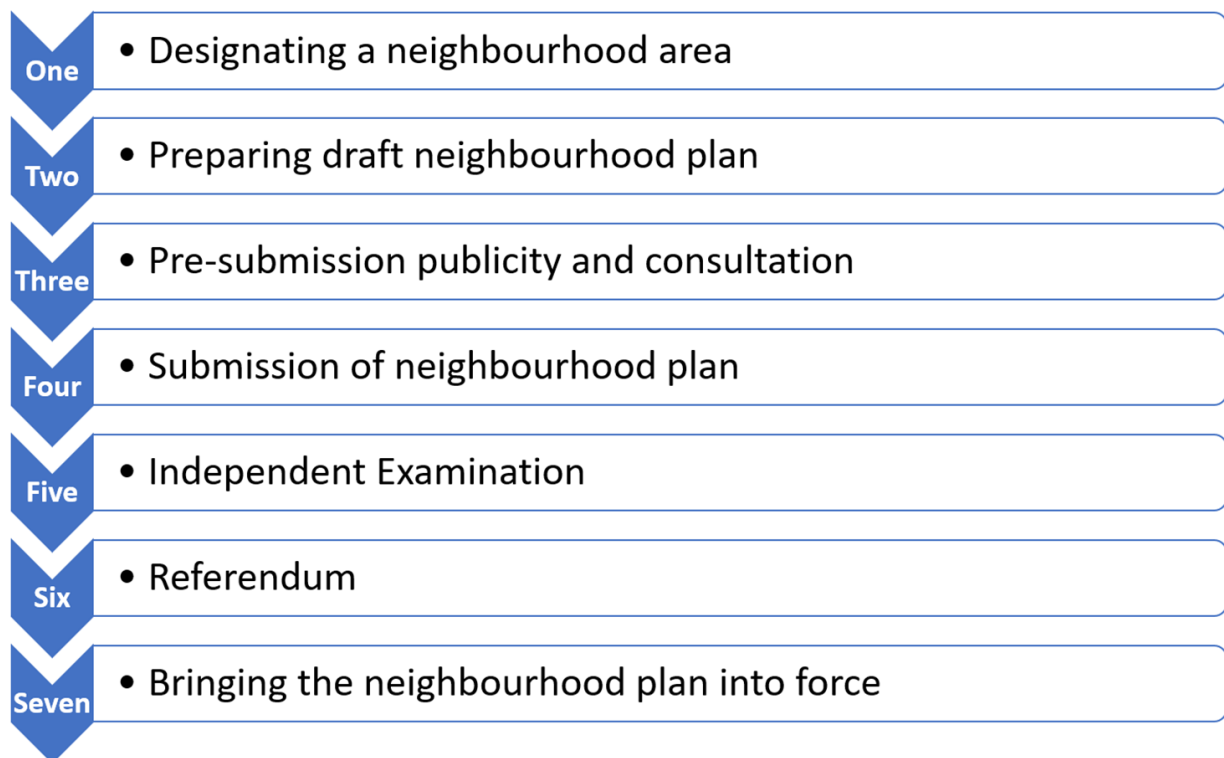 One
• Designating a neighbourhood area
Two
• Preparing draft neighbourhood plan
Three
• Pre-submission publicity and consultation
Four
• Submission of neighbourhood plan
Five
• Independent Examination
Six
• Referendum
Seven
• Bringing the neighbourhood plan into force